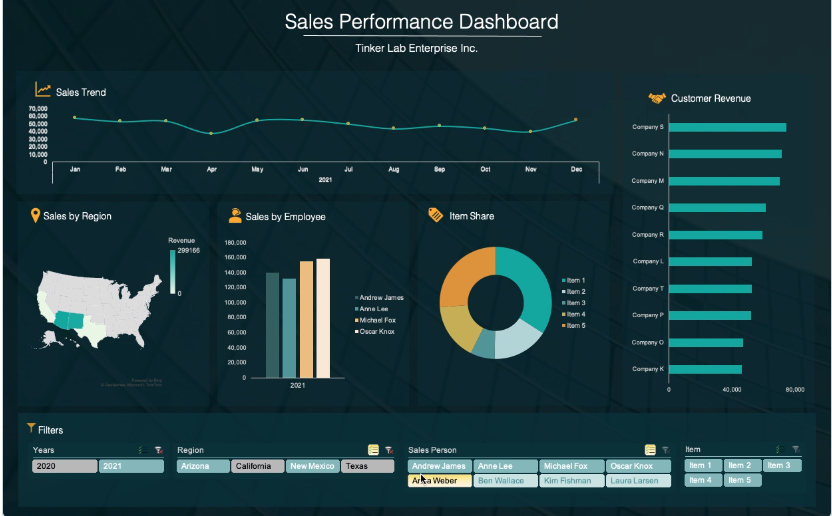 Sales Performance Dashboard
Tinker Lab Enterprise Inc.
Sales Trend
70,000
60,000
50,000
40,000
30,000
20,000
10,000
0
Jan Feb Mar Apr May Jun Jul Aug Sep Oct Nov Dec
2021
Customer Revenue
Company S
Company N
Company M
Company Q
Company R
Company L
Company T
Company P
Company O
Company K
0 40,000 80,000
Sales by Region
Revenue
299166
0
Sales by Employee
180,000
160,000
140,000
120,000
100,000
80,000
60,000
40,000
20,000
0
2021
Andrew James
Anne Lee
Michael Fox
Oscar Knox
Item Share
Item 1
Item 2
Item 3
Item 4
Item 5
Filters
Years
2020 2021
Region
Arizona California New Mexico Texas
Sales Person
Andrew James Anne Lee Michael Fox Oscar Knox
Weber Ben Wallace Kim Fishman Laura Larsen
Item
Item 1 Item 2 Item 3
Item 4 Item 5